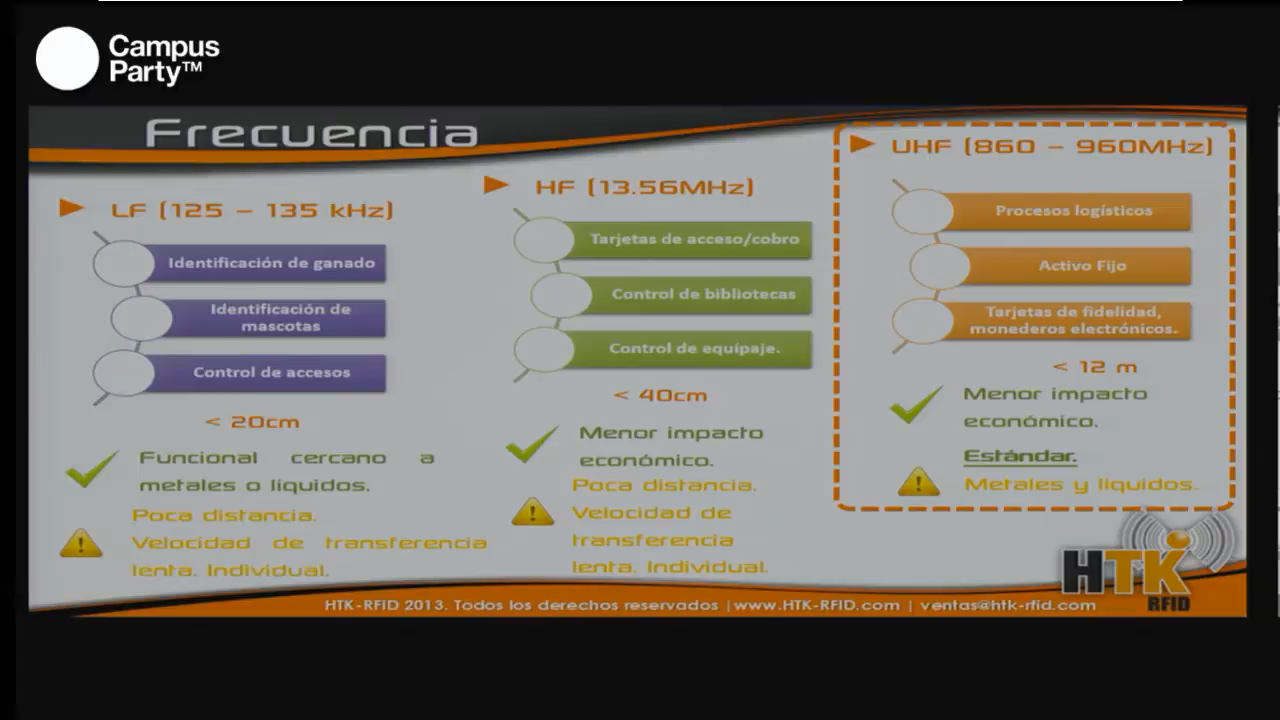 Campus
Party™
Frecuencia
LF (125 – 135 kHz)
Identificación de ganado
Identificación de
mascotas
Control de accesos
< 20cm
Funcional cercano a
metales o líquidos.
Poca distancia.
Velocidad de transferencia
lenta. Individual.
HF (13.56MHz)
Tarjetas de acceso/cobro
Control de bibliotecas
Control de equipaje.
< 40cm
Menor impacto
económico.
Poca distancia.
Velocidad de
transferencia
lenta. Individual.
UHF (860 – 960MHz)
Procesos logísticos
Activo Fijo
Tarjetas de fidelidad,
monederos electrónicos.
< 12 m
Menor impacto
económico.
Estándar.
Metales y líquidos.
HTK
RFID
HTK-RFID 2013. Todos los derechos reservados | www.HTK-RFID.com | ventas@htk-rfid.com